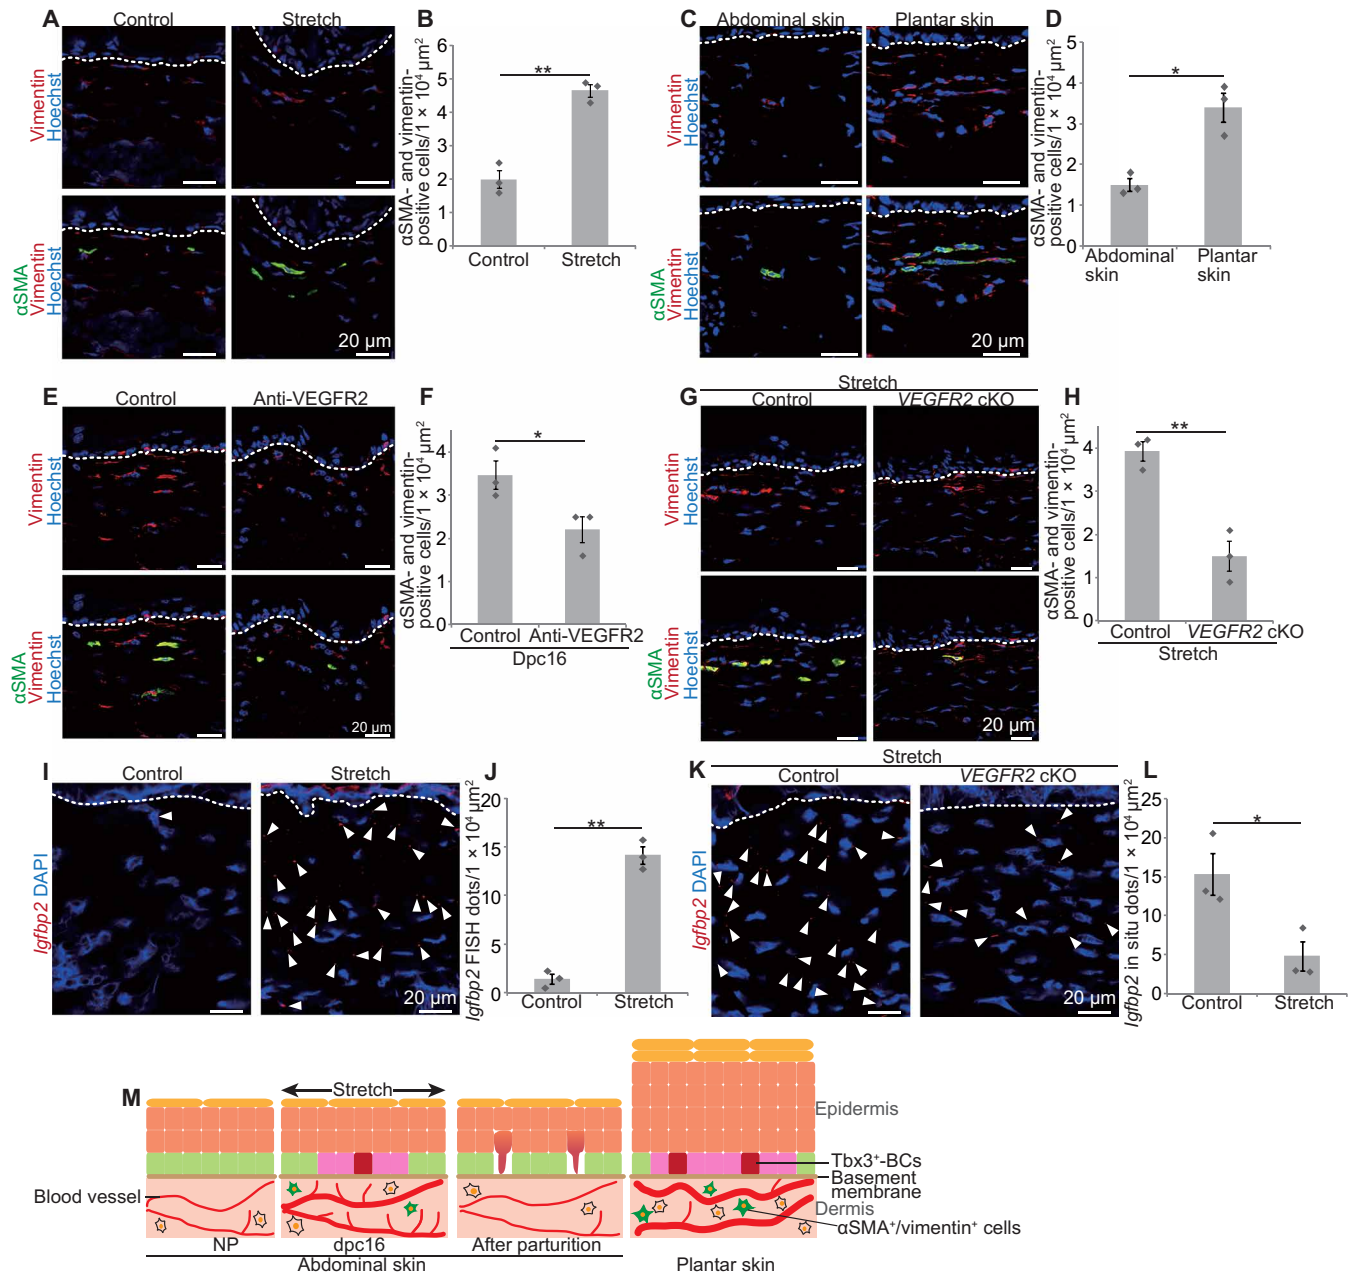 A
Control
Stretch
Vimentin
Hoechst
αSMA
Vimentin
Hoechst
20 µm
B
αSMA- and vimentin-
positive cells/1 × 10⁴ µm²
6
5
4
3
2
1
0
**
Control
Stretch
C
Abdominal skin
Plantar skin
Vimentin
Hoechst
αSMA
Vimentin
Hoechst
20 µm
D
αSMA- and vimentin-
positive cells/1 × 10⁴ µm²
5
4
3
2
1
0
*
Abdominal
skin
Plantar
skin
E
Control
Anti-VEGFR2
Vimentin
Hoechst
αSMA
Vimentin
Hoechst
20 µm
F
αSMA- and vimentin-
positive cells/1 × 10⁴ µm²
4
3
2
1
0
*
Control
Anti-VEGFR2
Dpc16
G
Stretch
Control
VEGFR2 cKO
Vimentin
Hoechst
αSMA
Vimentin
Hoechst
20 µm
H
αSMA- and vimentin-
positive cells/1 × 10⁴ µm²
4
3
2
1
0
**
Control
VEGFR2 cKO
Stretch
I
Control
Stretch
Igfbp2 DAPI
20 µm
J
Igfbp2 FISH dots/1 × 10⁴ µm²
20
15
10
5
0
**
Control
Stretch
K
Stretch
Control
VEGFR2 cKO
Igfbp2 DAPI
20 µm
L
Igfbp2 in situ dots/1 × 10⁴ µm²
25
20
15
10
5
0
*
Control
Stretch
M
Stretch
Epidermis
Tbx3⁺-BCs
Basement
membrane
Dermis
αSMA⁺/vimentin⁺ cells
Blood vessel
NP
dpc16
After parturition
Abdominal skin
Plantar skin